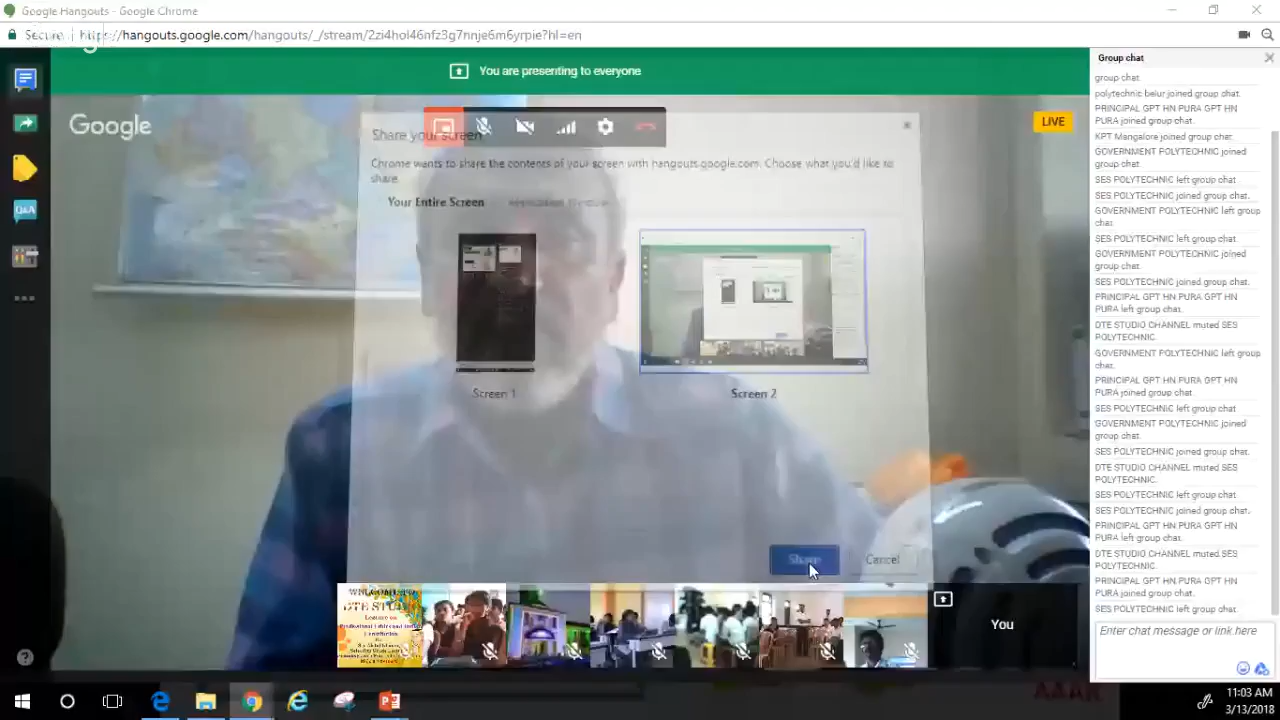 Google Hangouts - Google Chrome
Secure
https://hangouts.google.com/hangouts/_/stream/2zi4hol46nfz3g7nnje6m6yrpie?hl=en
You are presenting to everyone
Google
LIVE
Share your screen
Chrome wants to share the contents of your screen with hangouts.google.com. Choose what you'd like to
share.
Your Entire Screen
Application Window
Screen 1
Screen 2
Share
Cancel
WELCOME TO
DTE STUDIO
Lecture on
You
Group chat
group chat.
polytechnic belur joined group chat.
PRINCIPAL GPT HN PURA GPT HN
PURA joined group chat.
KPT Mangalore joined group chat.
GOVERNMENT POLYTECHNIC joined
group chat.
SES POLYTECHNIC left group chat.
SES POLYTECHNIC joined group chat.
GOVERNMENT POLYTECHNIC left group
chat.
SES POLYTECHNIC left group chat.
GOVERNMENT POLYTECHNIC joined
group chat.
SES POLYTECHNIC joined group chat.
PRINCIPAL GPT HN PURA GPT HN
PURA left group chat.
DTE STUDIO CHANNEL muted SES
POLYTECHNIC.
GOVERNMENT POLYTECHNIC left group
chat.
PRINCIPAL GPT HN PURA GPT HN
PURA joined group chat.
SES POLYTECHNIC left group chat.
GOVERNMENT POLYTECHNIC joined
group chat.
SES POLYTECHNIC joined group chat.
DTE STUDIO CHANNEL muted SES
POLYTECHNIC.
SES POLYTECHNIC left group chat.
SES POLYTECHNIC joined group chat.
PRINCIPAL GPT HN PURA GPT HN
PURA left group chat.
DTE STUDIO CHANNEL muted SES
POLYTECHNIC.
PRINCIPAL GPT HN PURA GPT HN
PURA joined group chat.
SES POLYTECHNIC left group chat.
Enter chat message or link here
Q&A
11:03 AM
3/13/2018